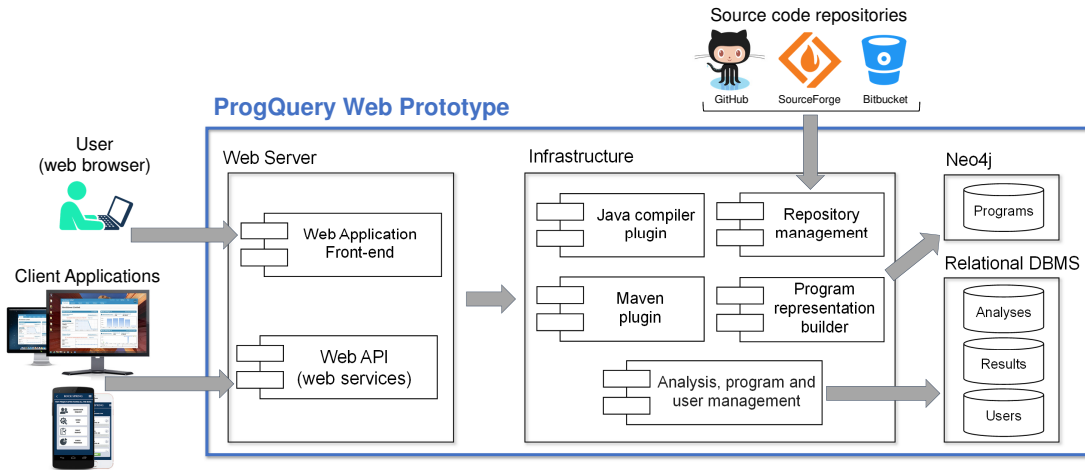 Source code repositories
GitHub
SourceForge
Bitbucket
ProgQuery Web Prototype
User
(web browser)
Client Applications
Web Server
Web Application
Front-end
Web API
(web services)
Infrastructure
Java compiler
plugin
Repository
management
Maven
plugin
Program
representation
builder
Analysis, program and
user management
Neo4j
Programs
Relational DBMS
Analyses
Results
Users